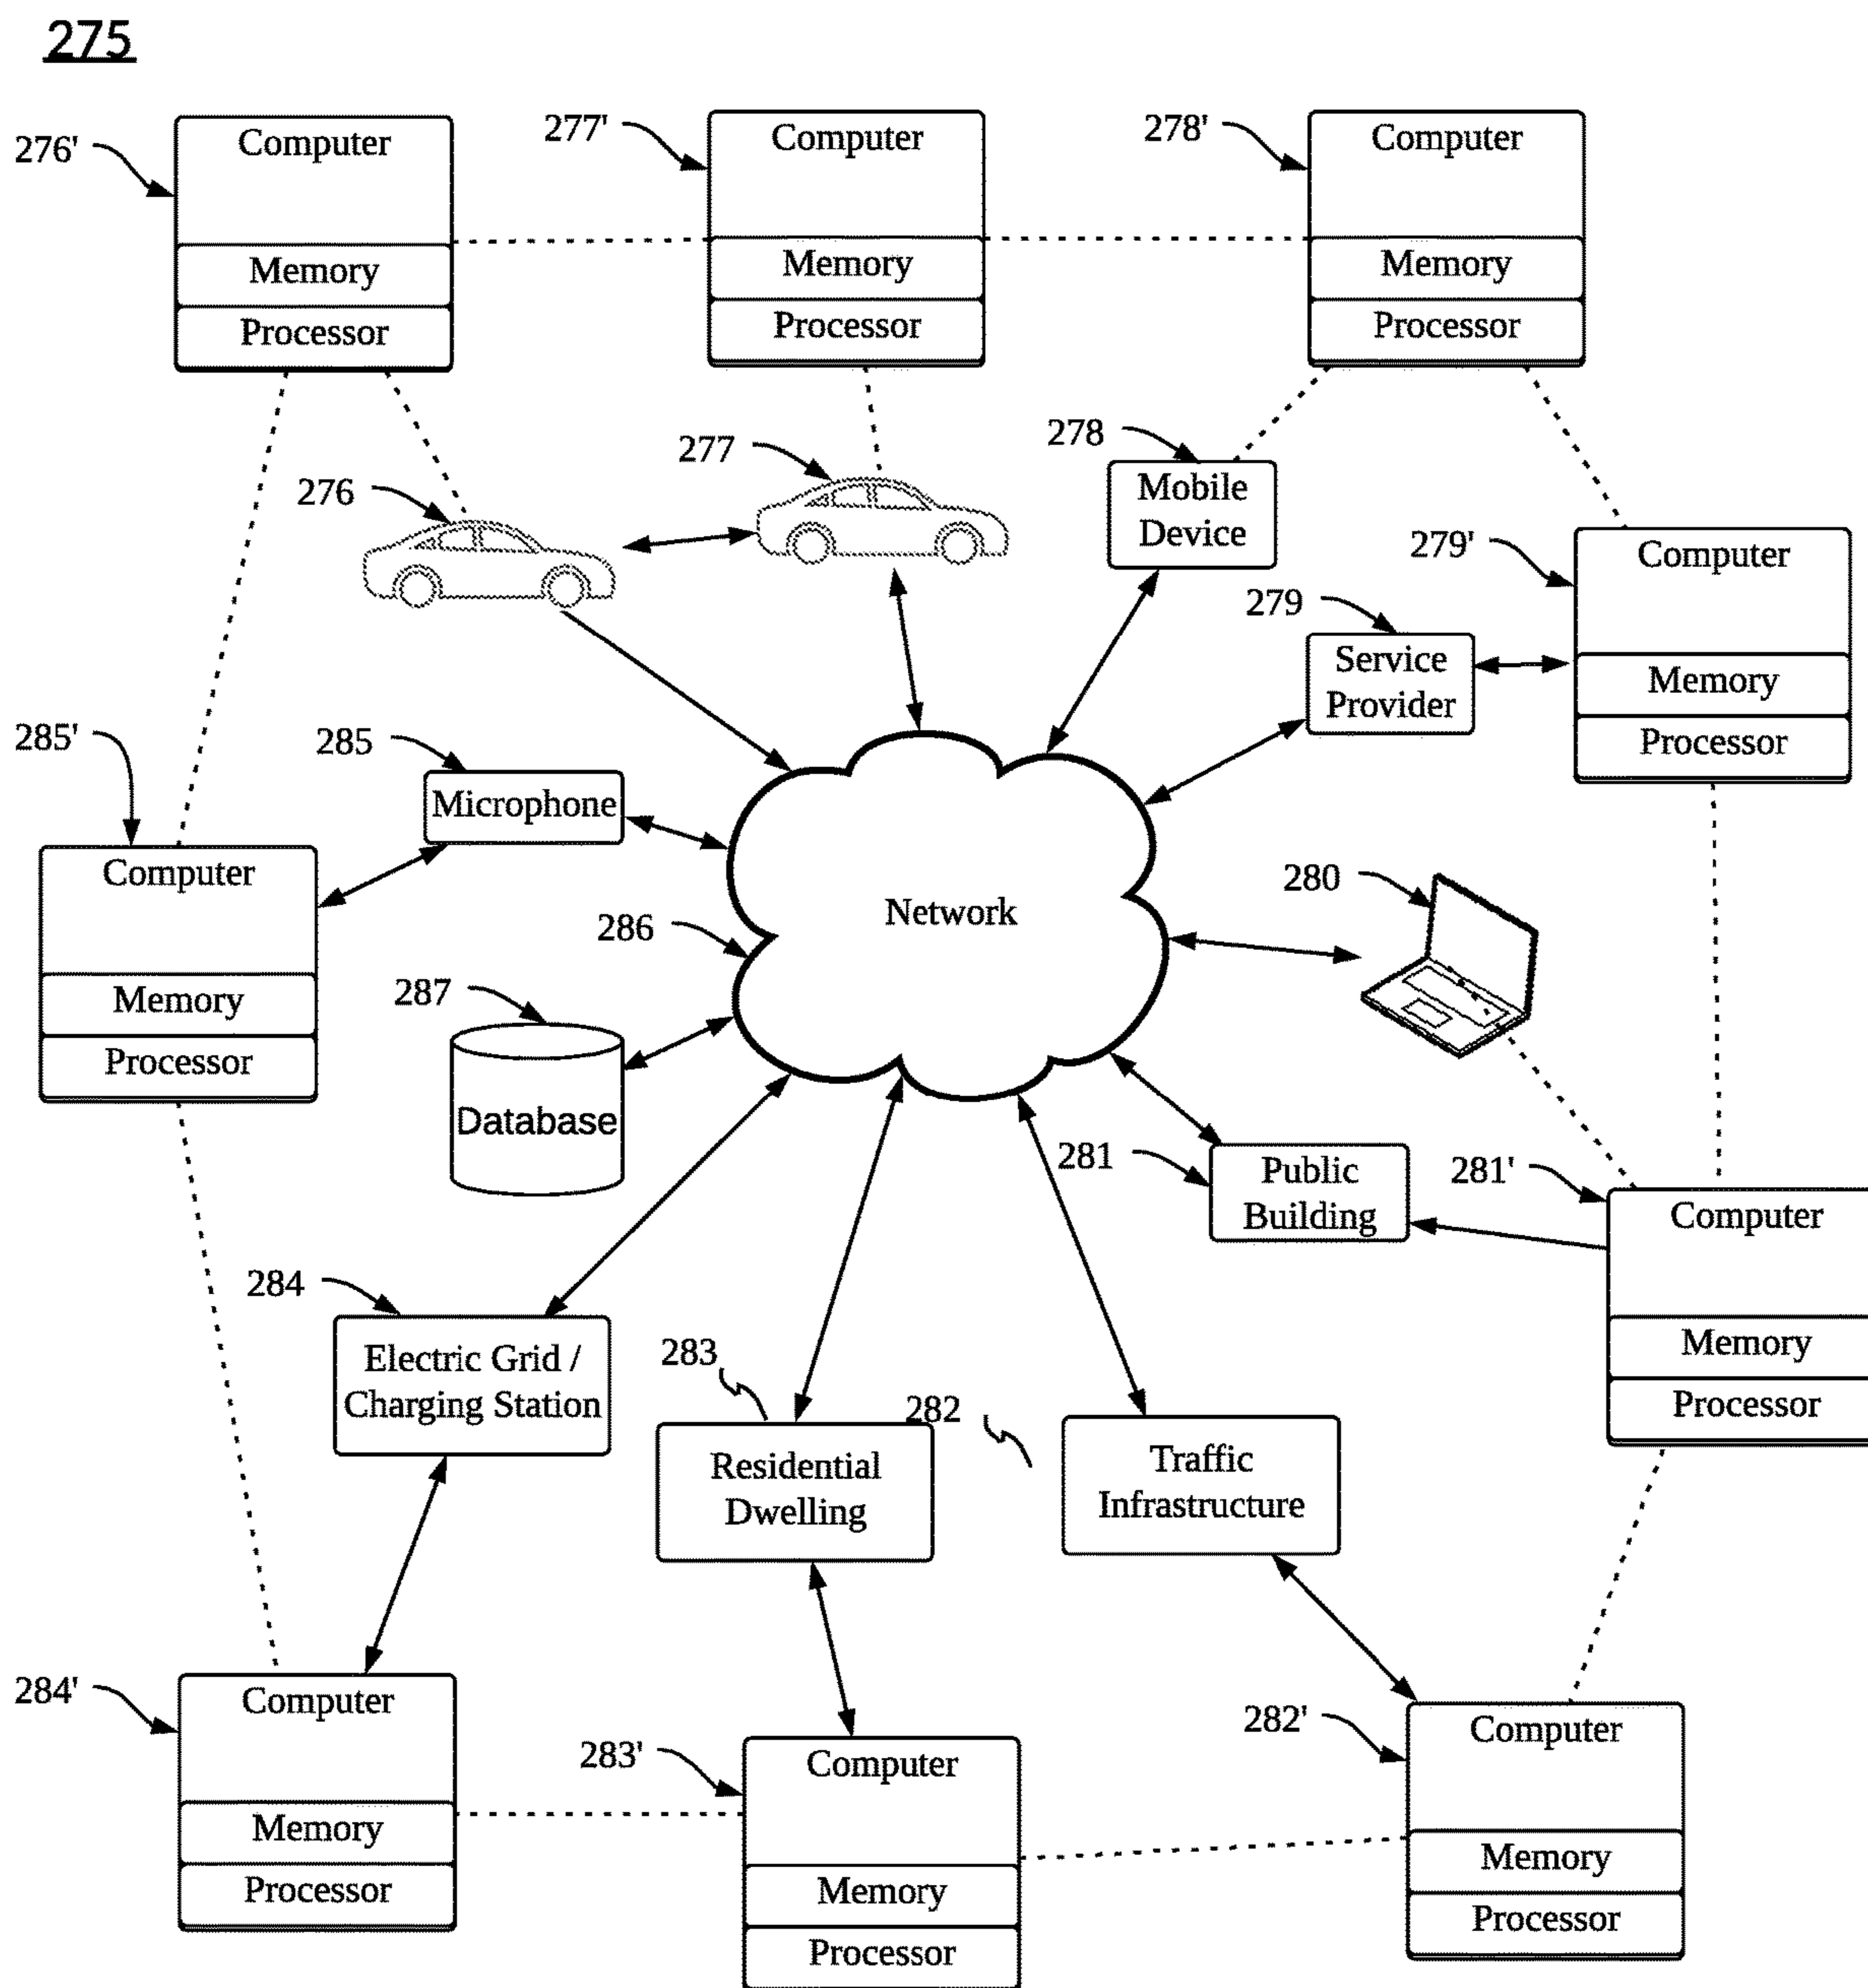 275
276'
Computer
Memory
Processor
277'
Computer
Memory
Processor
278'
Computer
Memory
Processor
276
277
278
Mobile
Device
279'
Computer
Memory
Processor
279
Service
Provider
285'
Computer
Memory
Processor
285
Microphone
286
Network
280
287
Database
281
Public
Building
281'
Computer
Memory
Processor
284
Electric Grid /
Charging Station
283
Residential
Dwelling
282
Traffic
Infrastructure
284'
Computer
Memory
Processor
283'
Computer
Memory
Processor
282'
Computer
Memory
Processor